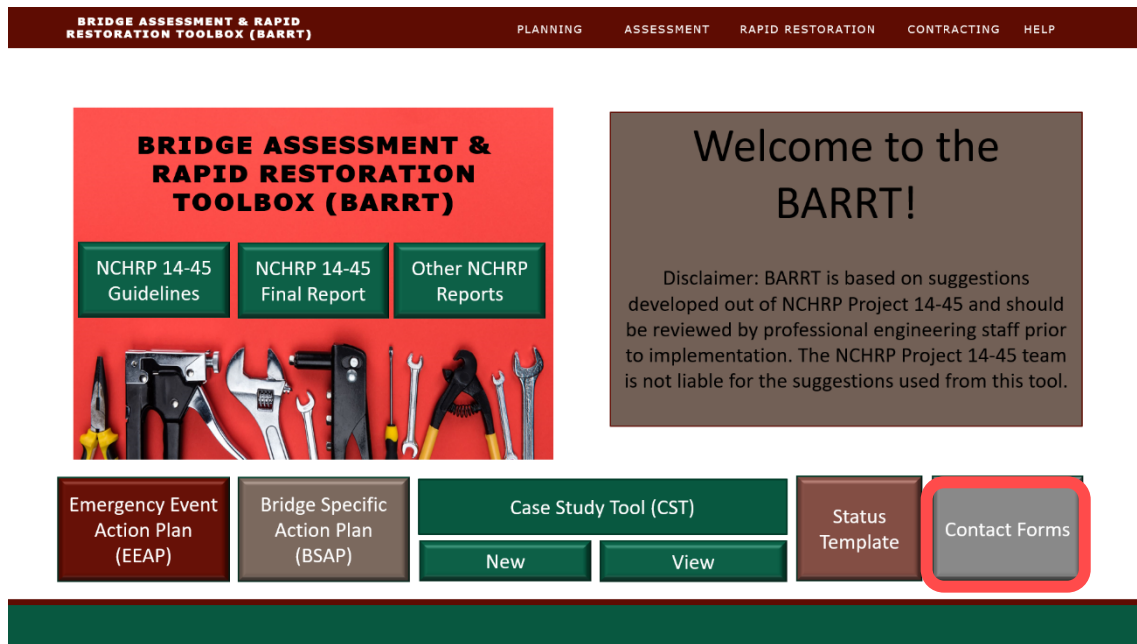 BRIDGE ASSESSMENT & RAPID
RESTORATION TOOLBOX (BARRT)
PLANNING ASSESSMENT RAPID RESTORATION CONTRACTING HELP
BRIDGE ASSESSMENT &
RAPID RESTORATION
TOOLBOX (BARRT)
NCHRP 14-45
Guidelines
NCHRP 14-45
Final Report
Other NCHRP
Reports
Welcome to the
BARRT!
Disclaimer: BARRT is based on suggestions
developed out of NCHRP Project 14-45 and should
be reviewed by professional engineering staff prior
to implementation. The NCHRP Project 14-45 team
is not liable for the suggestions used from this tool.
Emergency Event
Action Plan
(EEAP)
Bridge Specific
Action Plan
(BSAP)
Case Study Tool (CST)
New
View
Status
Template
Contact Forms